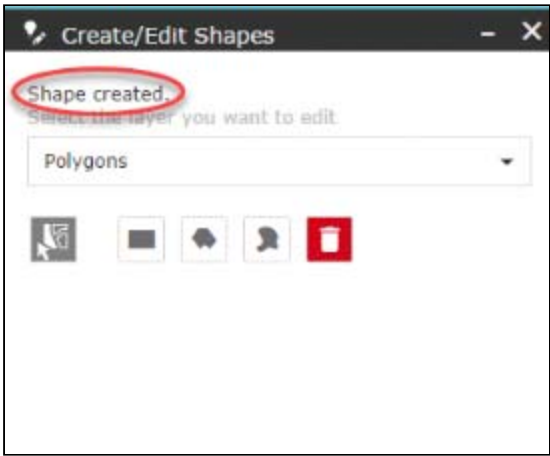 Create/Edit Shapes
Shape created.
Select the layer you want to edit
Polygons